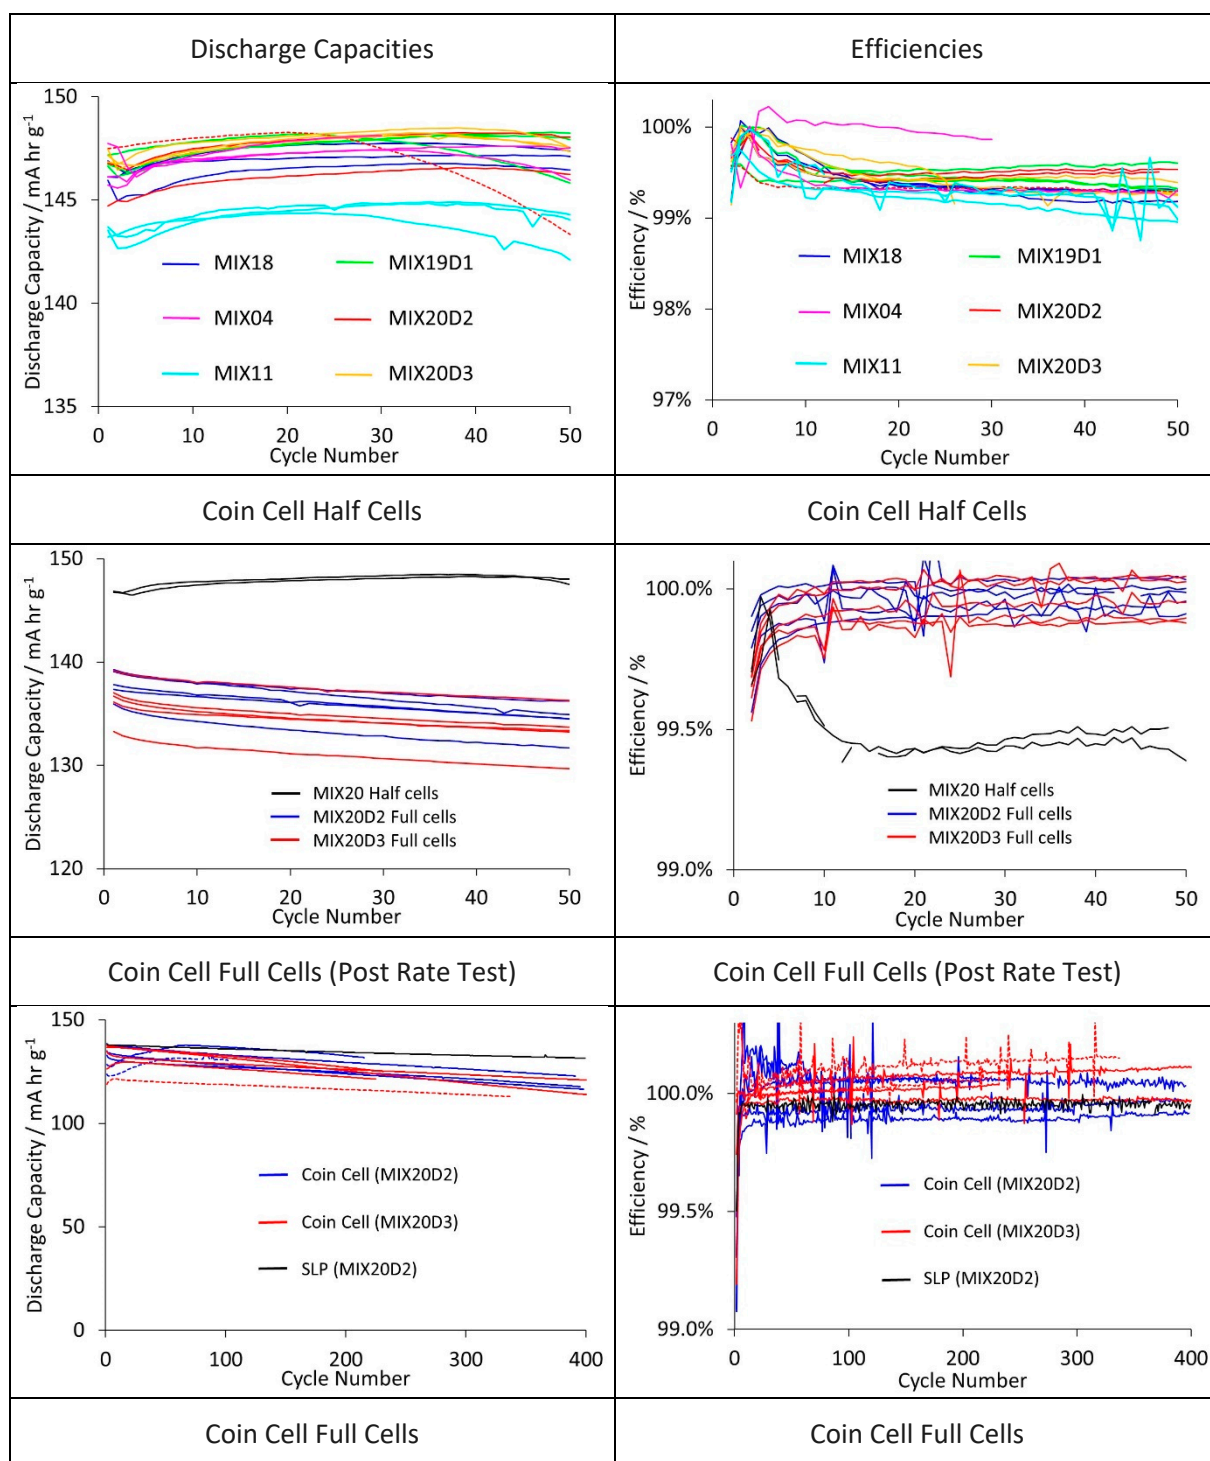 Discharge Capacities
Efficiencies
Discharge Capacity / mA hr g⁻¹
150
145
140
135
0
10
20
30
40
50
Cycle Number
MIX18
MIX19D1
MIX04
MIX20D2
MIX11
MIX20D3
Efficiency / %
100%
99%
98%
97%
0
10
20
30
40
50
Cycle Number
MIX18
MIX19D1
MIX04
MIX20D2
MIX11
MIX20D3
Coin Cell Half Cells
Coin Cell Half Cells
Discharge Capacity / mA hr g⁻¹
150
140
130
120
0
10
20
30
40
50
Cycle Number
MIX20 Half cells
MIX20D2 Full cells
MIX20D3 Full cells
Efficiency / %
100.0%
99.5%
99.0%
0
10
20
30
40
50
Cycle Number
MIX20 Half cells
MIX20D2 Full cells
MIX20D3 Full cells
Coin Cell Full Cells (Post Rate Test)
Coin Cell Full Cells (Post Rate Test)
Discharge Capacity / mA hr g⁻¹
150
100
50
0
0
100
200
300
400
Cycle Number
Coin Cell (MIX20D2)
Coin Cell (MIX20D3)
SLP (MIX20D2)
Efficiency / %
100.0%
99.5%
99.0%
0
100
200
300
400
Cycle Number
Coin Cell (MIX20D2)
Coin Cell (MIX20D3)
SLP (MIX20D2)
Coin Cell Full Cells
Coin Cell Full Cells